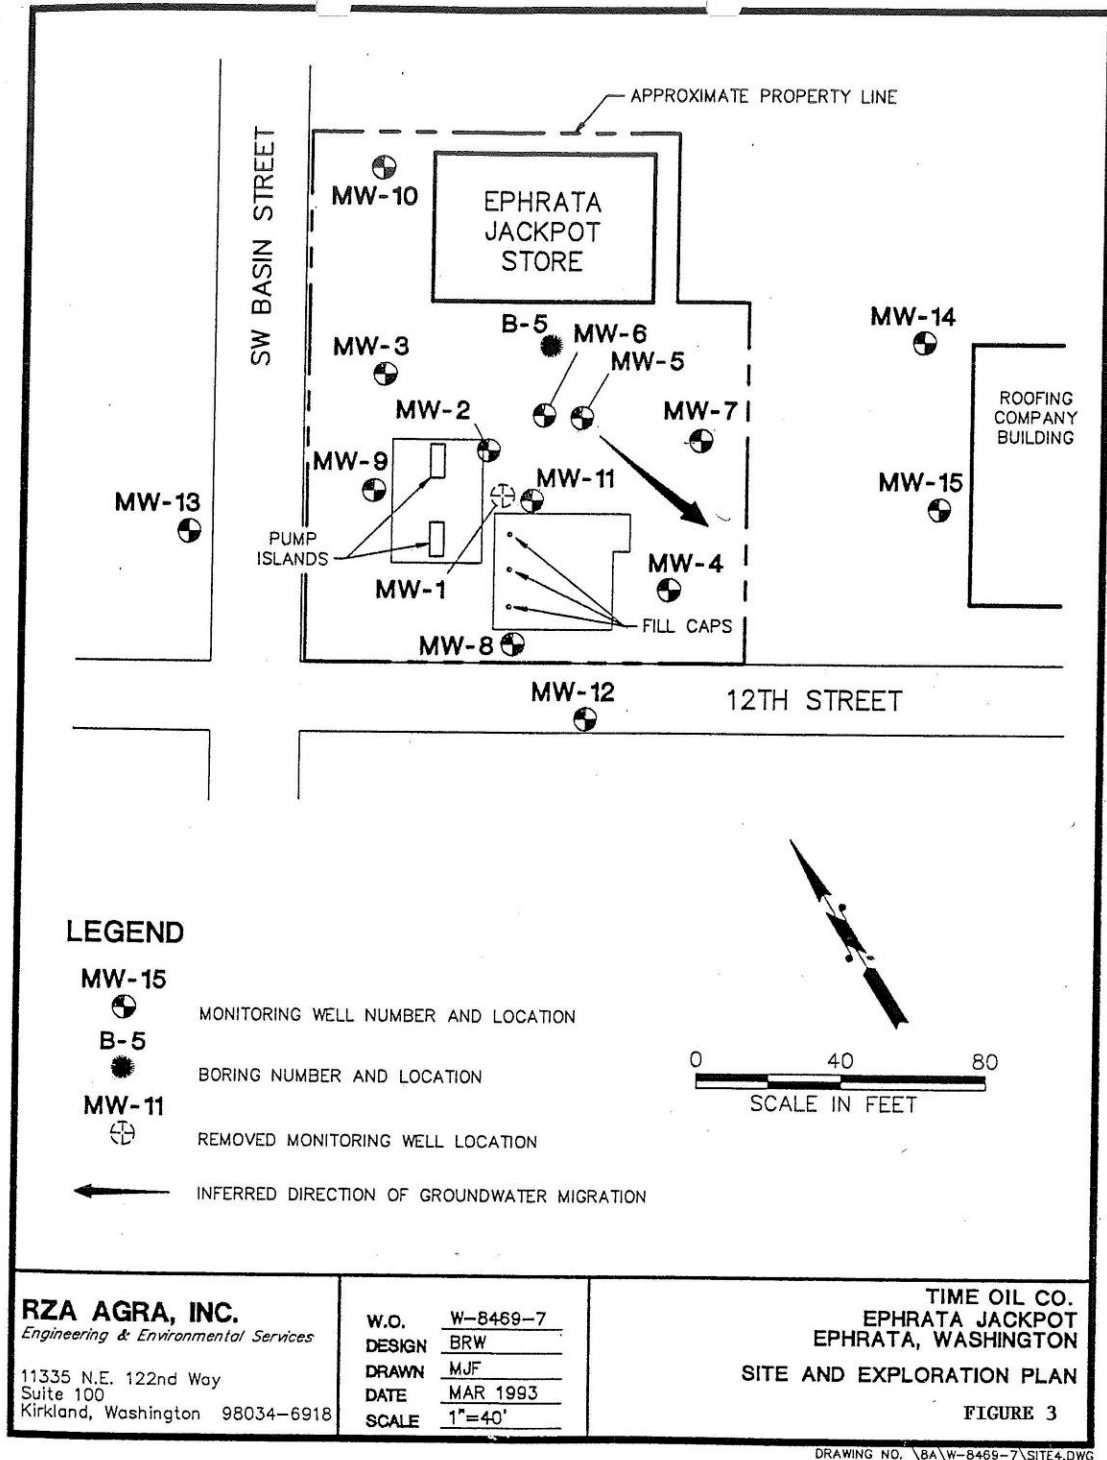 APPROXIMATE PROPERTY LINE
SW BASIN STREET
MW-10
EPHRATA
JACKPOT
STORE
B-5
MW-6
MW-14
MW-3
MW-5
ROOFING
COMPANY
BUILDING
MW-2
MW-7
MW-9
MW-11
MW-15
MW-13
PUMP
ISLANDS
MW-1
MW-4
FILL CAPS
MW-8
MW-12
12TH STREET
LEGEND
MW-15
MONITORING WELL NUMBER AND LOCATION
B-5
BORING NUMBER AND LOCATION
MW-11
REMOVED MONITORING WELL LOCATION
INFERRED DIRECTION OF GROUNDWATER MIGRATION
0 40 80
SCALE IN FEET
RZA AGRA, INC.
Engineering & Environmental Services
11335 N.E. 122nd Way
Suite 100
Kirkland, Washington 98034-6918
W.O. W-8469-7
DESIGN BRW
DRAWN MJF
DATE MAR 1993
SCALE 1"=40'
TIME OIL CO.
EPHRATA JACKPOT
EPHRATA, WASHINGTON
SITE AND EXPLORATION PLAN
FIGURE 3
DRAWING NO. \8A\W-8469-7\SITE4.DWG